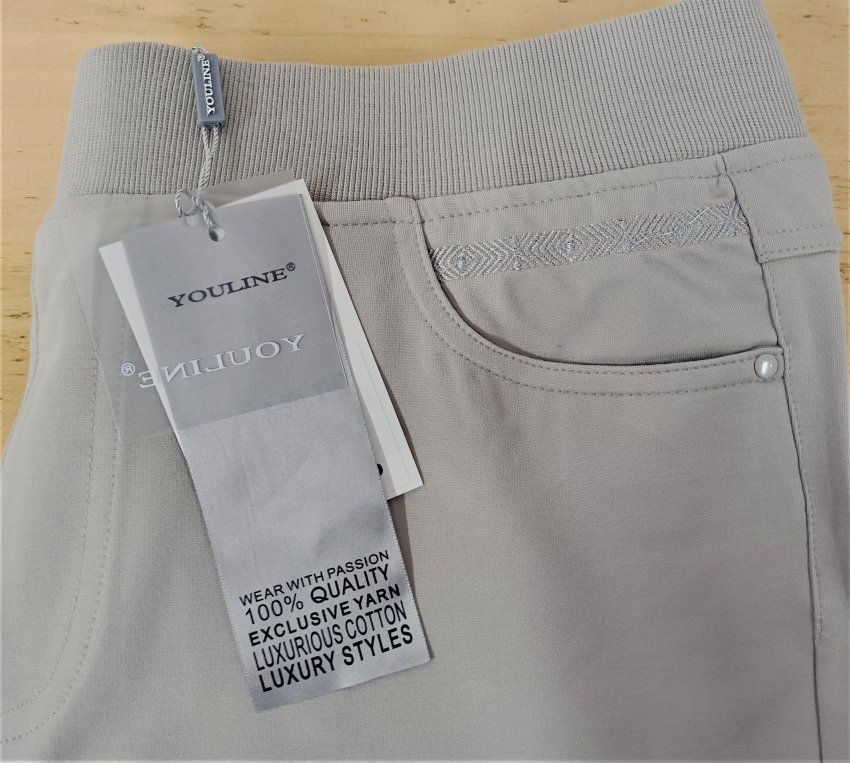 YOULINE®
YOULINE®
YOULINE®
WEAR WITH PASSION
100% QUALITY
EXCLUSIVE YARN
LUXURIOUS COTTON
LUXURY STYLES